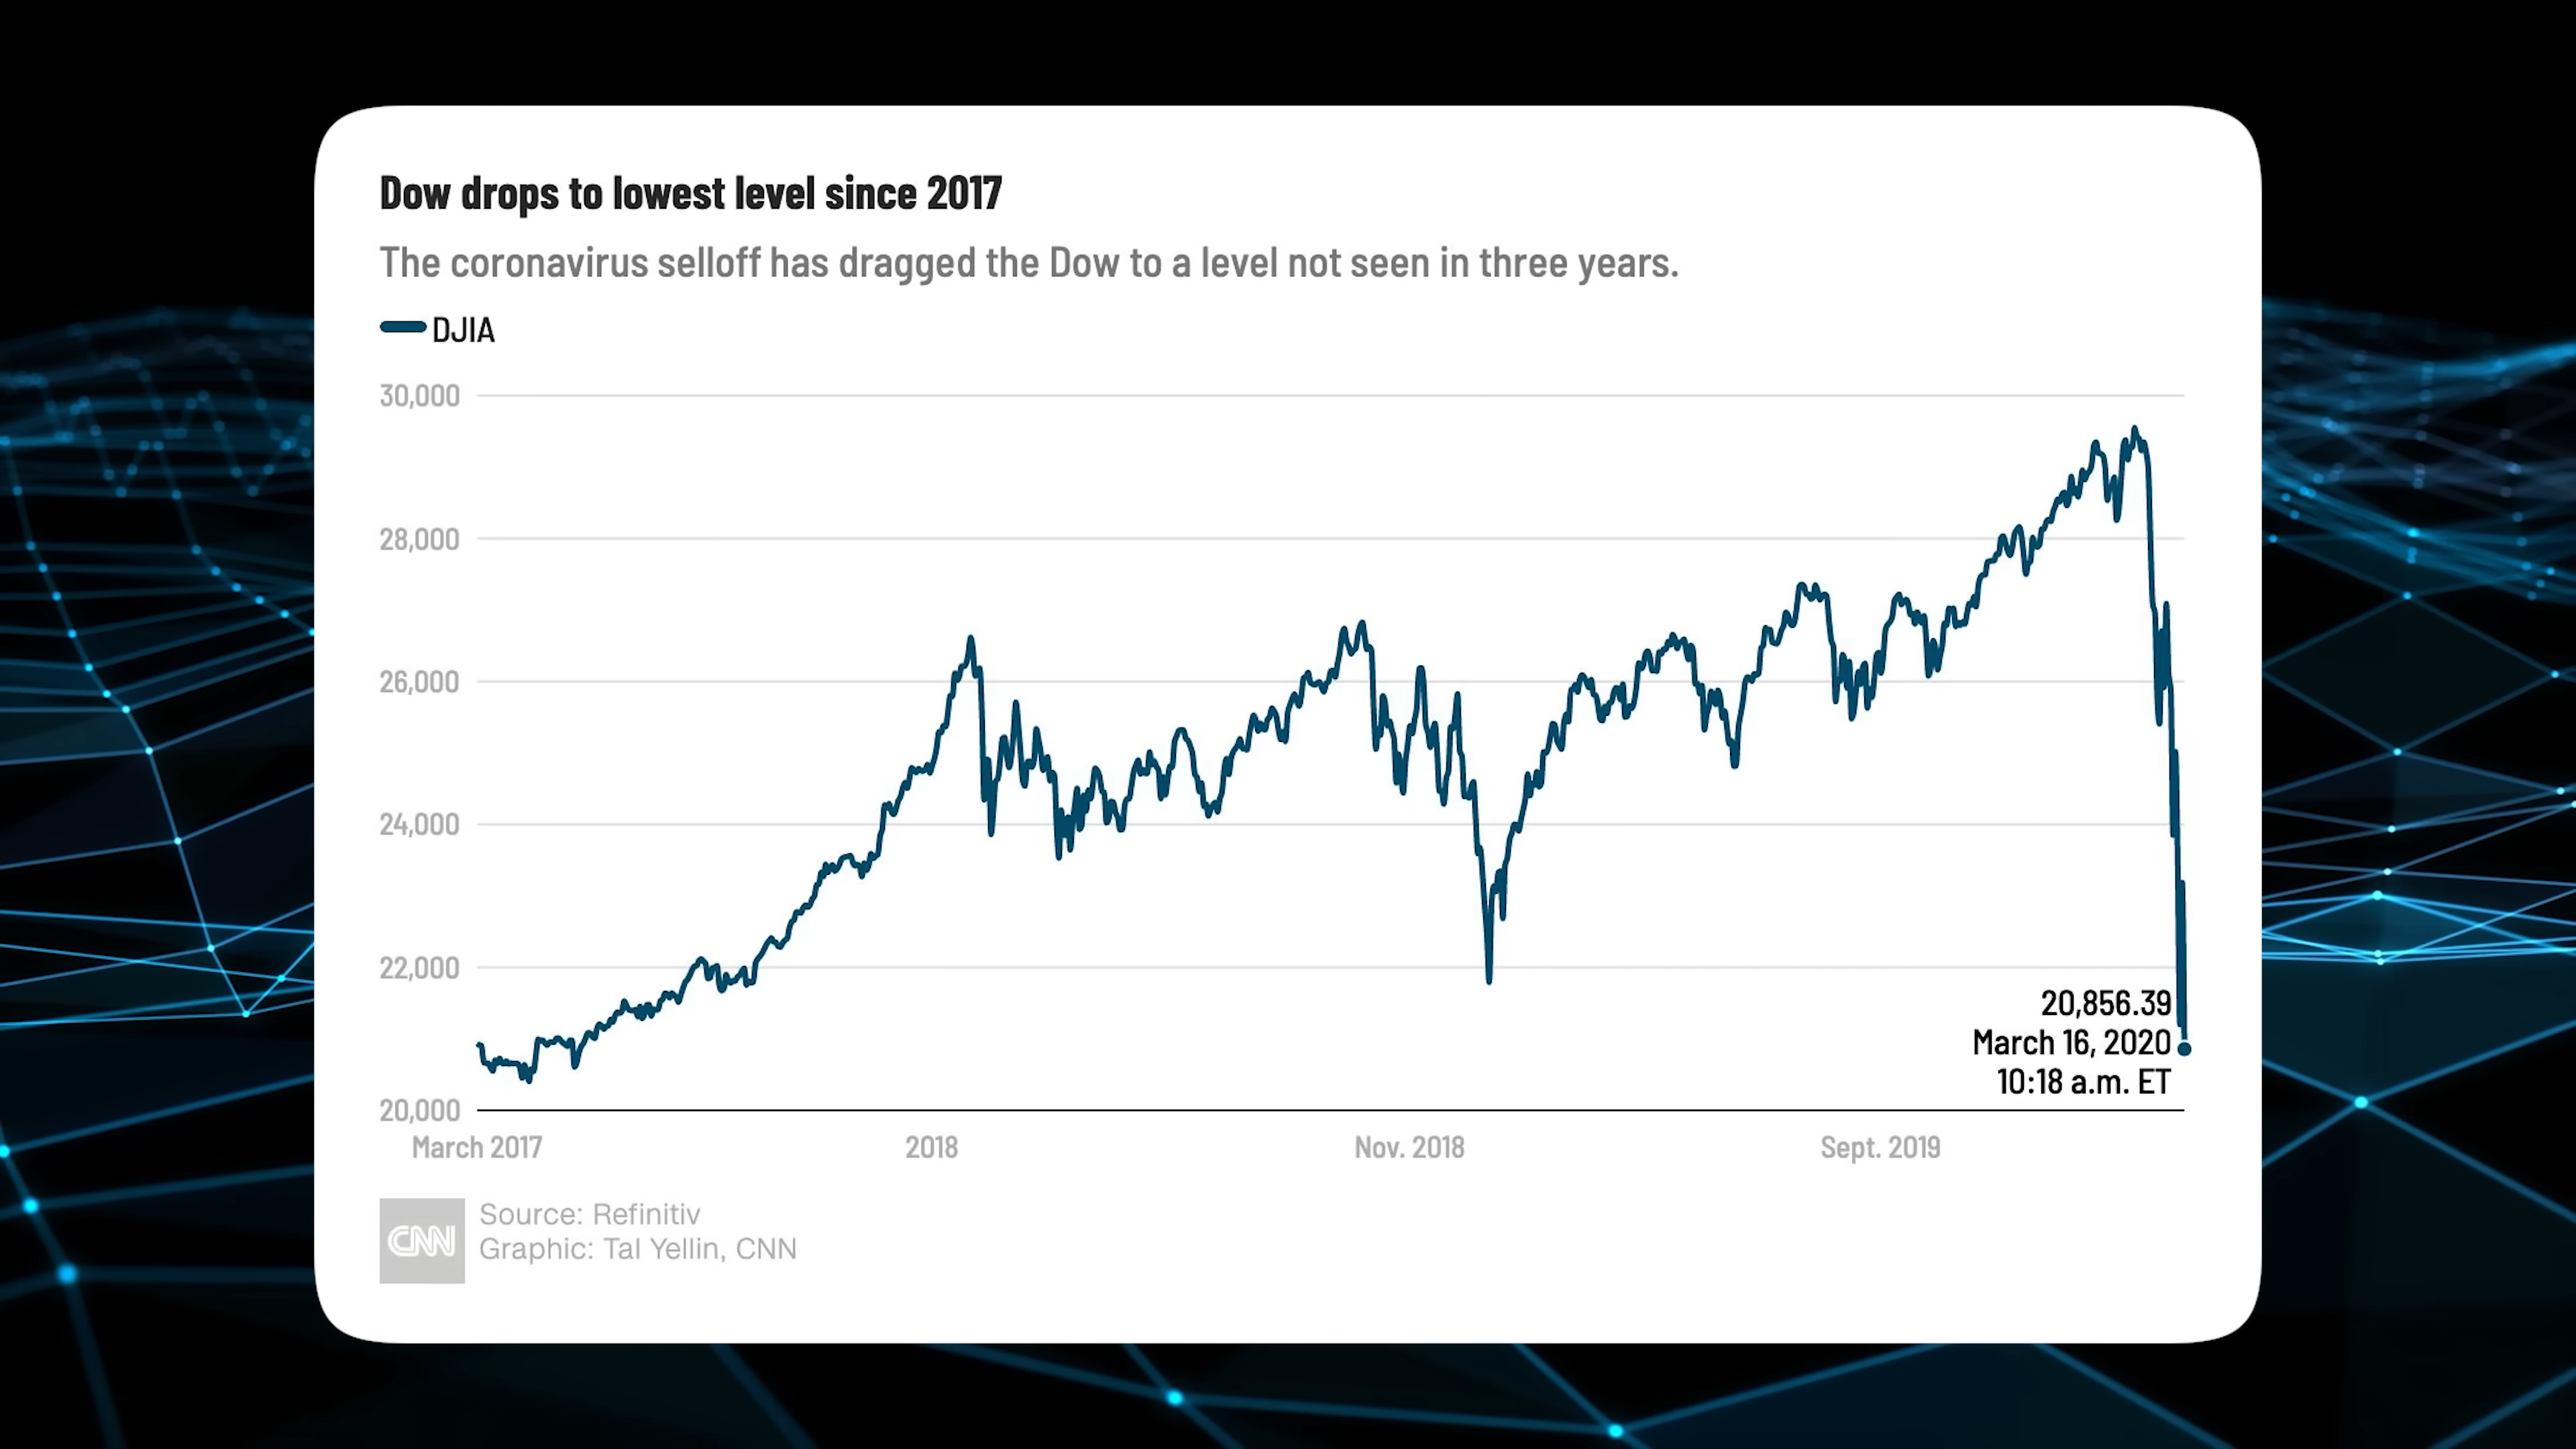 Dow drops to lowest level since 2017
The coronavirus selloff has dragged the Dow to a level not seen in three years.
DJIA
30,000
28,000
26,000
24,000
22,000
20,000
20,856.39
March 16, 2020
10:18 a.m. ET
March 2017
2018
Nov. 2018
Sept. 2019
CNN
Source: Refinitiv
Graphic: Tal Yellin, CNN